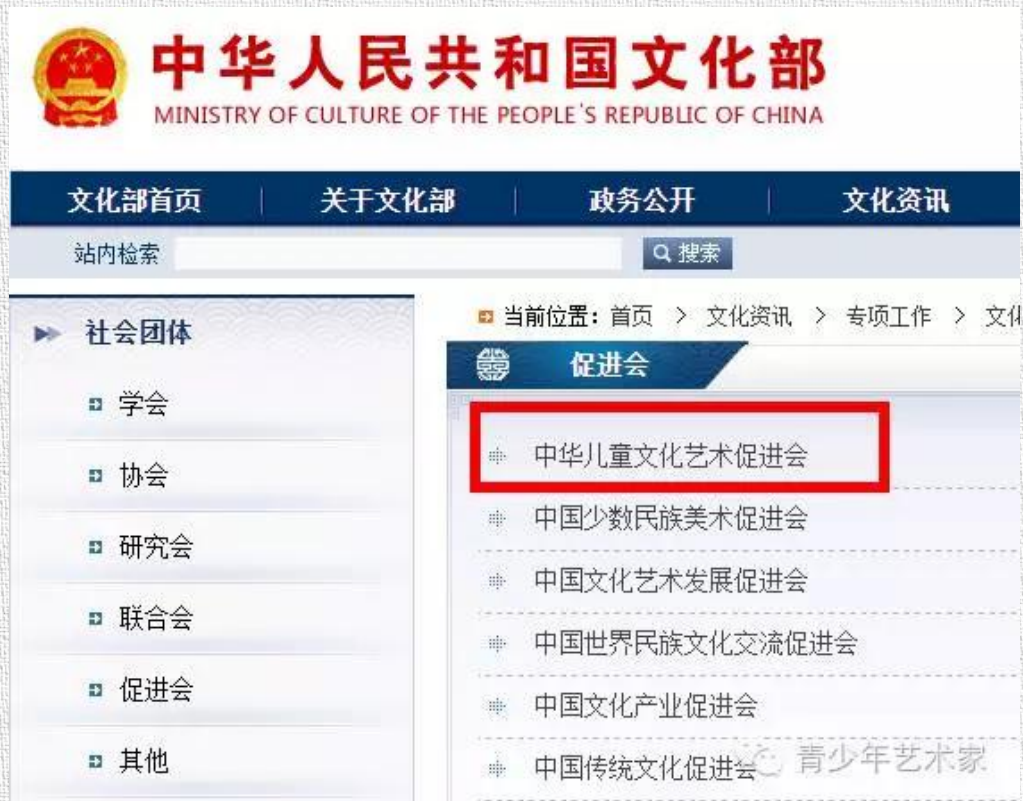 中华人民共和国文化部
MINISTRY OF CULTURE OF THE PEOPLE'S REPUBLIC OF CHINA
文化部首页 关于文化部 政务公开 文化资讯
站内检索 搜索
社会团体
学会
协会
研究会
联合会
促进会
其他
当前位置：首页 > 文化资讯 > 专项工作 > 文化
促进会
中华儿童文化艺术促进会
中国少数民族美术促进会
中国文化艺术发展促进会
中国世界民族文化交流促进会
中国文化产业促进会
中国传统文化促进会
青少年艺术家